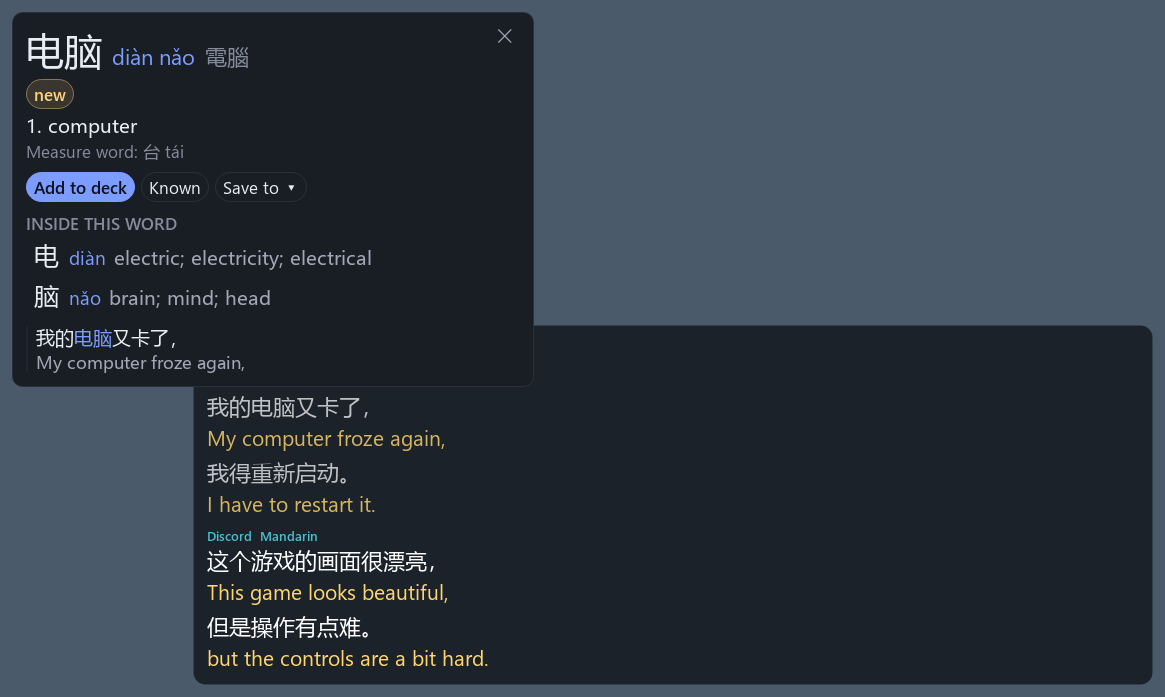 电脑 diàn nǎo 電腦
new
1. computer
Measure word: 台 tái
Add to deck Known Save to ▾
INSIDE THIS WORD
电 diàn electric; electricity; electrical
脑 nǎo brain; mind; head
我的电脑又卡了，
My computer froze again,
我的电脑又卡了，
My computer froze again,
我得重新启动。
I have to restart it.
Discord Mandarin
这个游戏的画面很漂亮，
This game looks beautiful,
但是操作有点难。
but the controls are a bit hard.